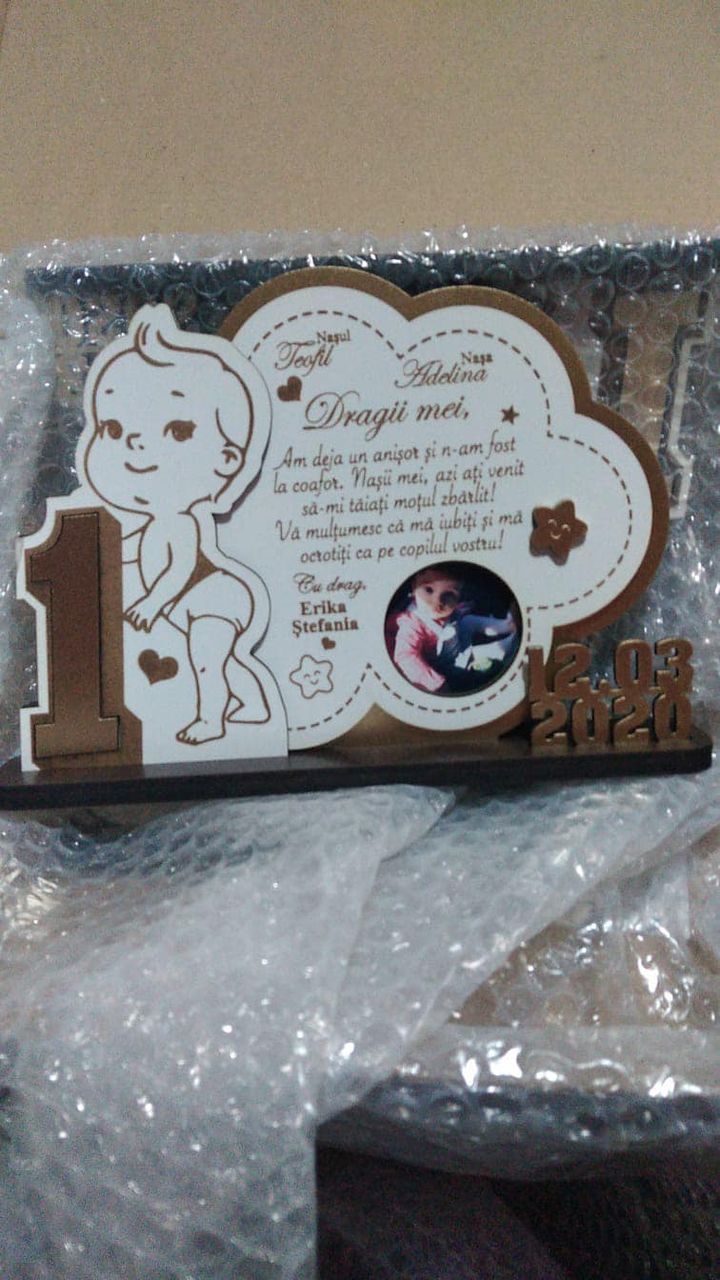 Nașul
Teofil
Nașa
Adelina
Dragii mei,
Am deja un anișor și n-am fost
la coafor. Nașii mei, azi ați venit
să-mi tăiați moțul zbârlit!
Vă mulțumesc că mă iubiți și mă
ocrotiți ca pe copilul vostru!
Cu drag,
Erika
Ștefania
1
12.03
2020